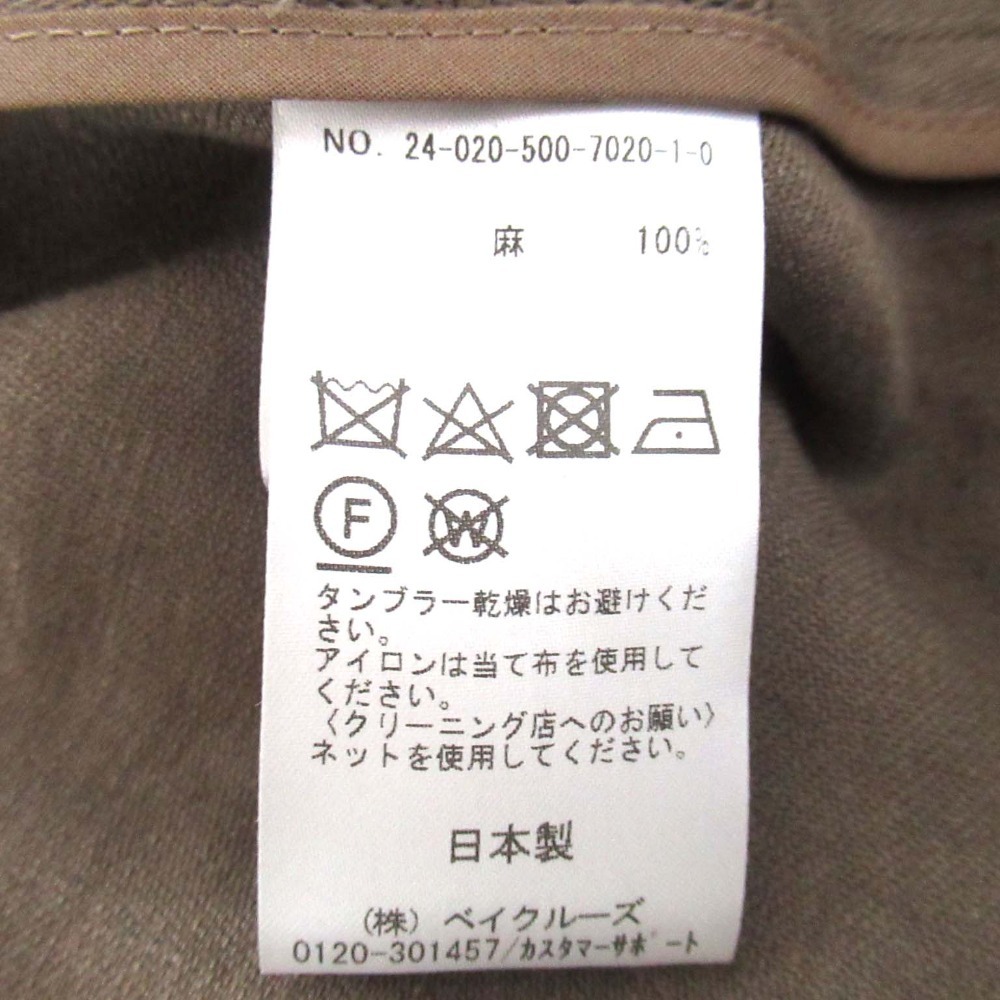 NO. 24-020-500-7020-1-0
麻 100%
F
W
タンブラー乾燥はお避けくだ
さい。
アイロンは当て布を使用して
ください。
〈クリーニング店へのお願い〉
ネットを使用してください。
日本製
(株) ベイクルーズ
0120-301457/カスタマーサポート